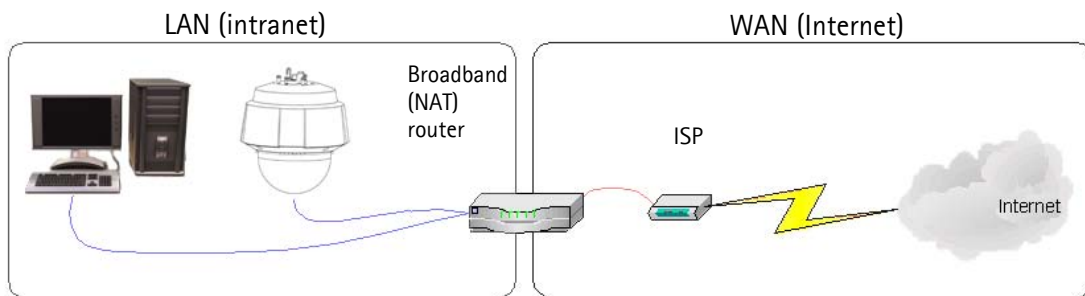 LAN (intranet)
WAN (Internet)
Broadband
(NAT)
router
ISP
Internet